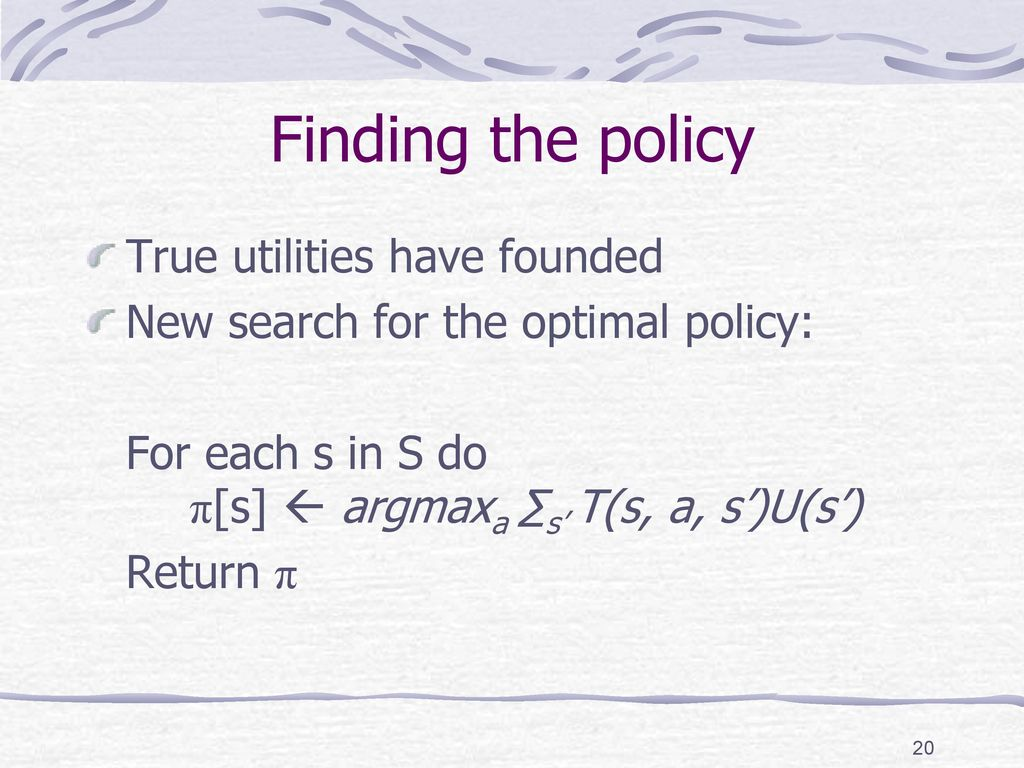 Finding the policy
True utilities have founded
New search for the optimal policy:
For each s in S do
π[s] ← argmaxₐ ∑s′ T(s, a, s’)U(s’)
Return π
20